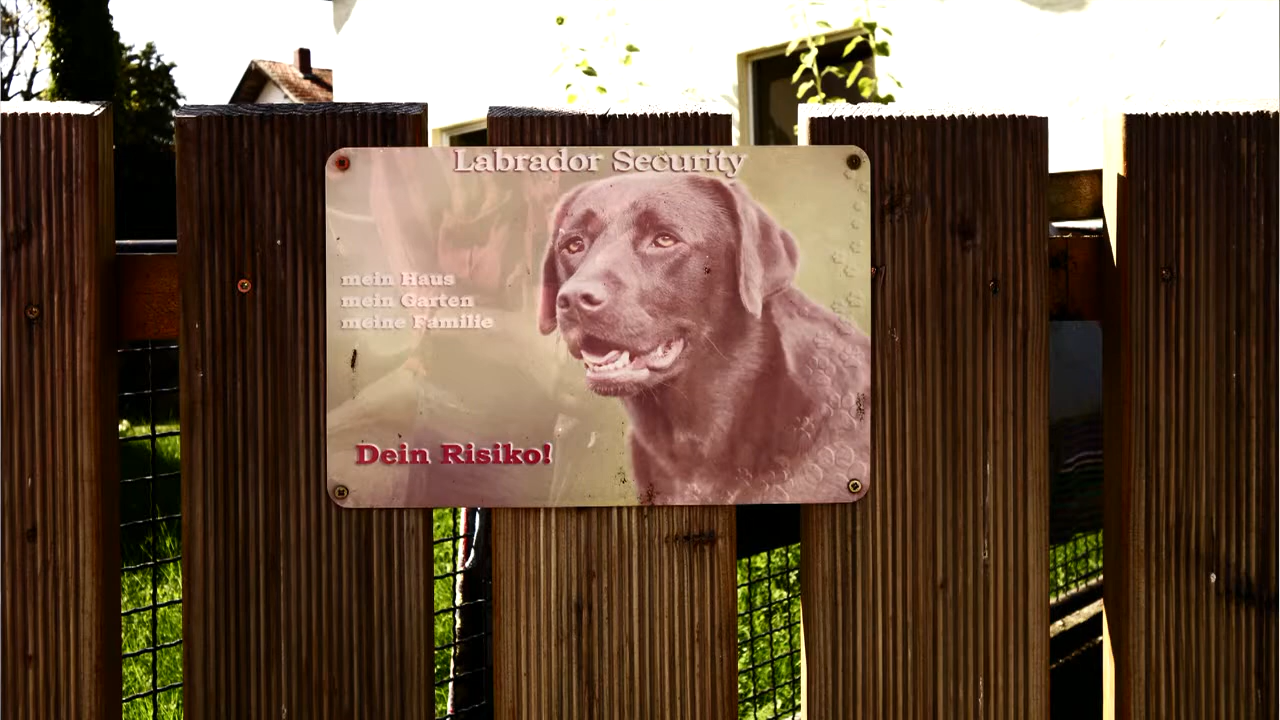 Labrador Security
mein Haus
mein Garten
meine Familie
Dein Risiko!